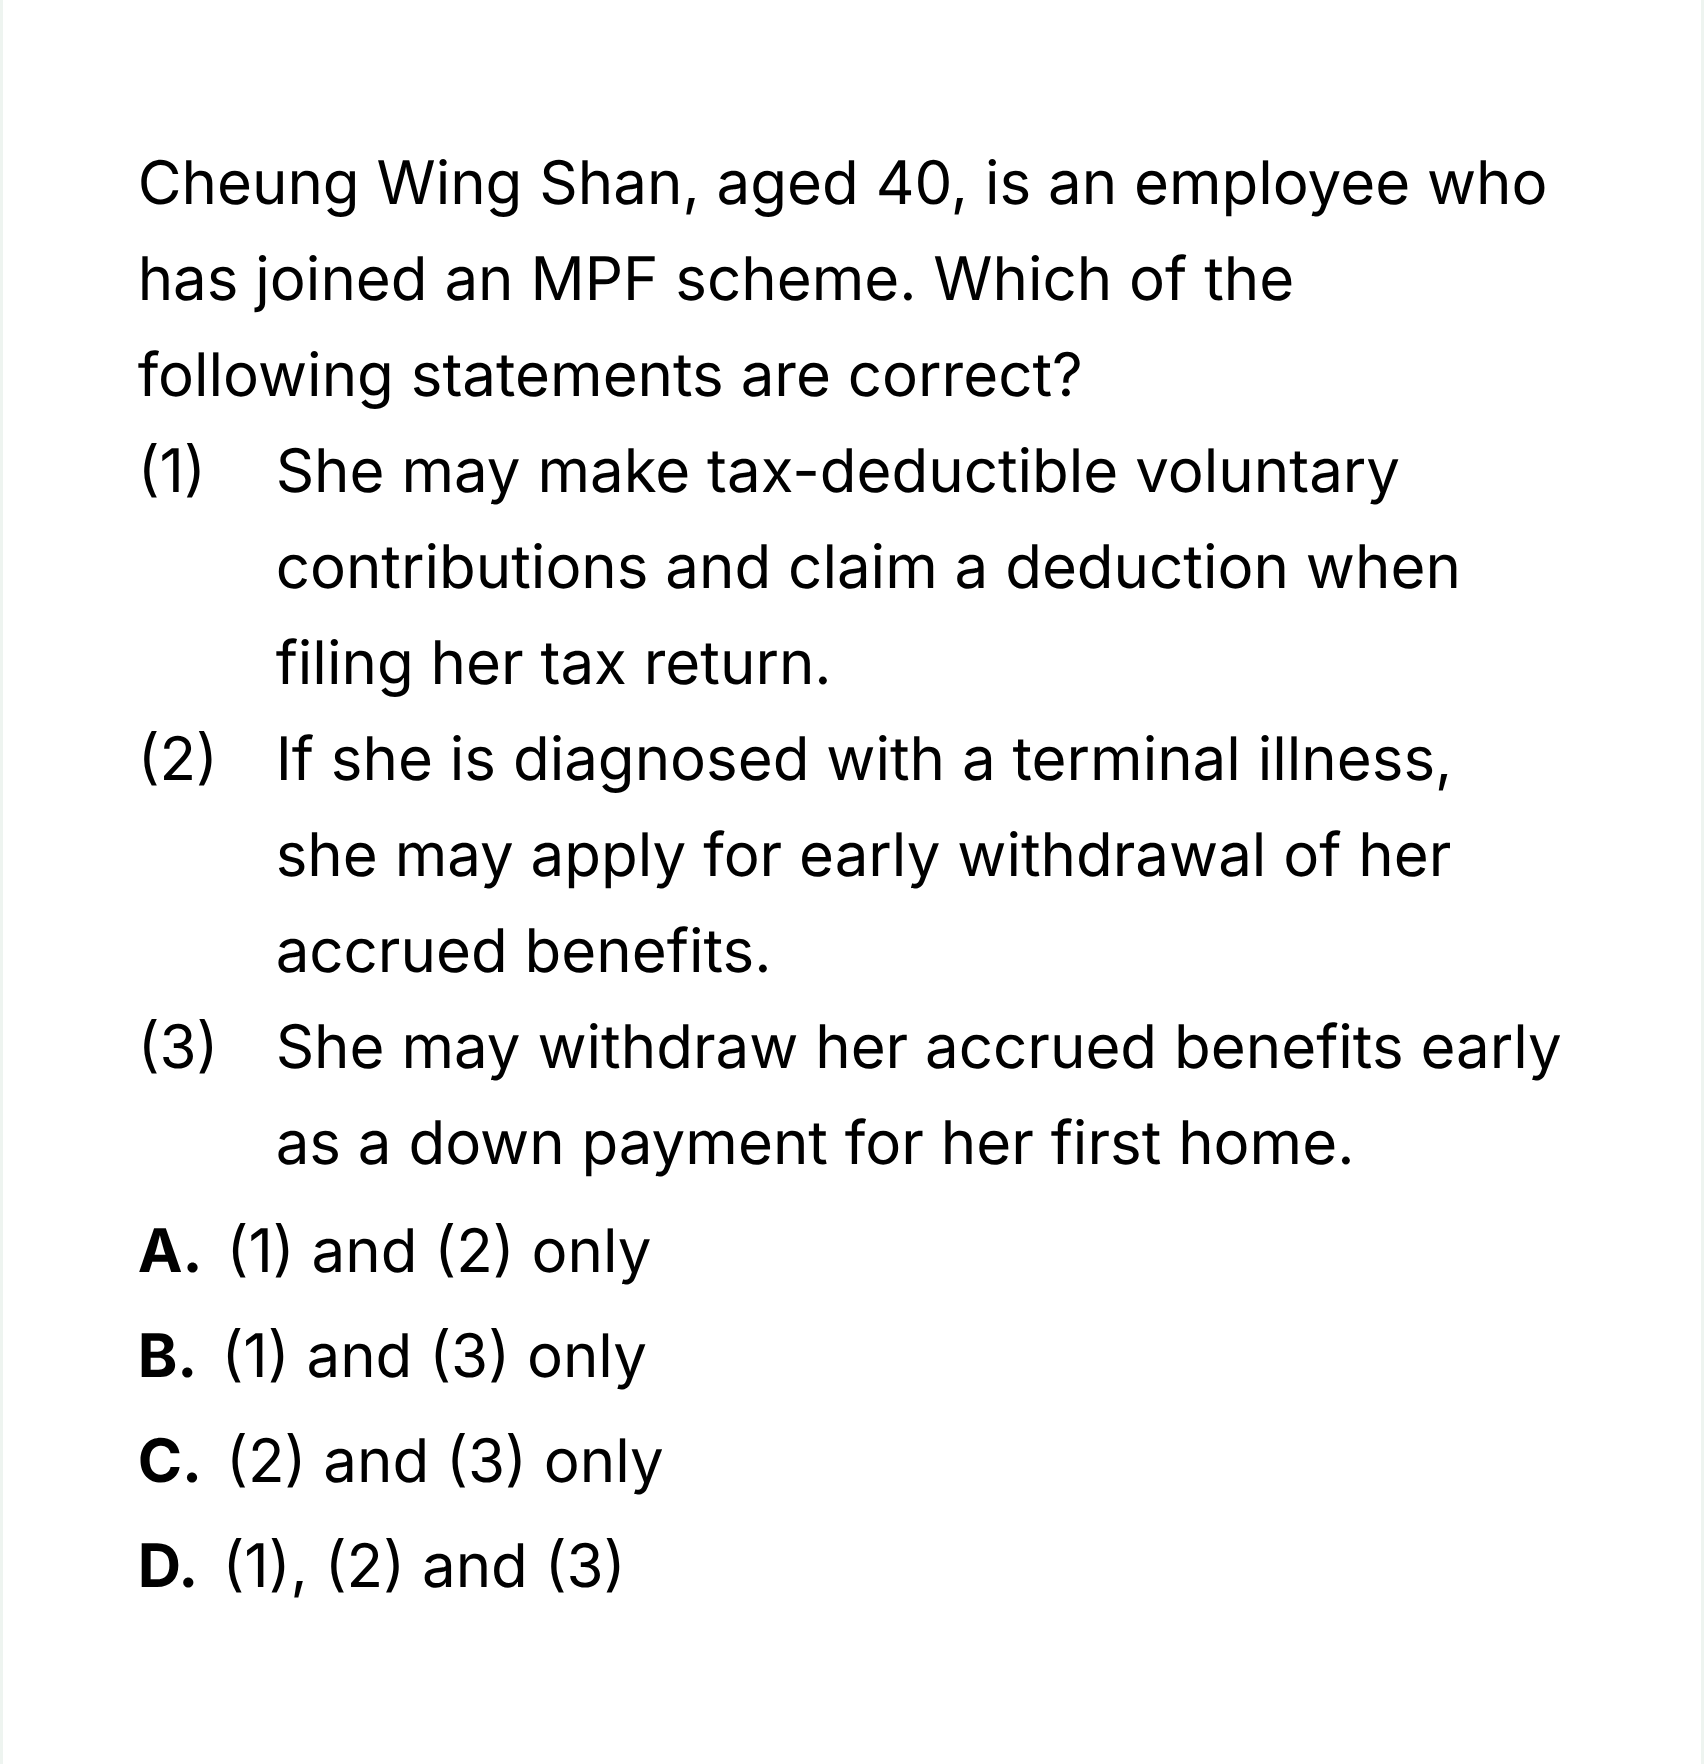 Cheung Wing Shan, aged 40, is an employee who
has joined an MPF scheme. Which of the
following statements are correct?
(1) She may make tax-deductible voluntary
contributions and claim a deduction when
filing her tax return.
(2) If she is diagnosed with a terminal illness,
she may apply for early withdrawal of her
accrued benefits.
(3) She may withdraw her accrued benefits early
as a down payment for her first home.
A. (1) and (2) only
B. (1) and (3) only
C. (2) and (3) only
D. (1), (2) and (3)